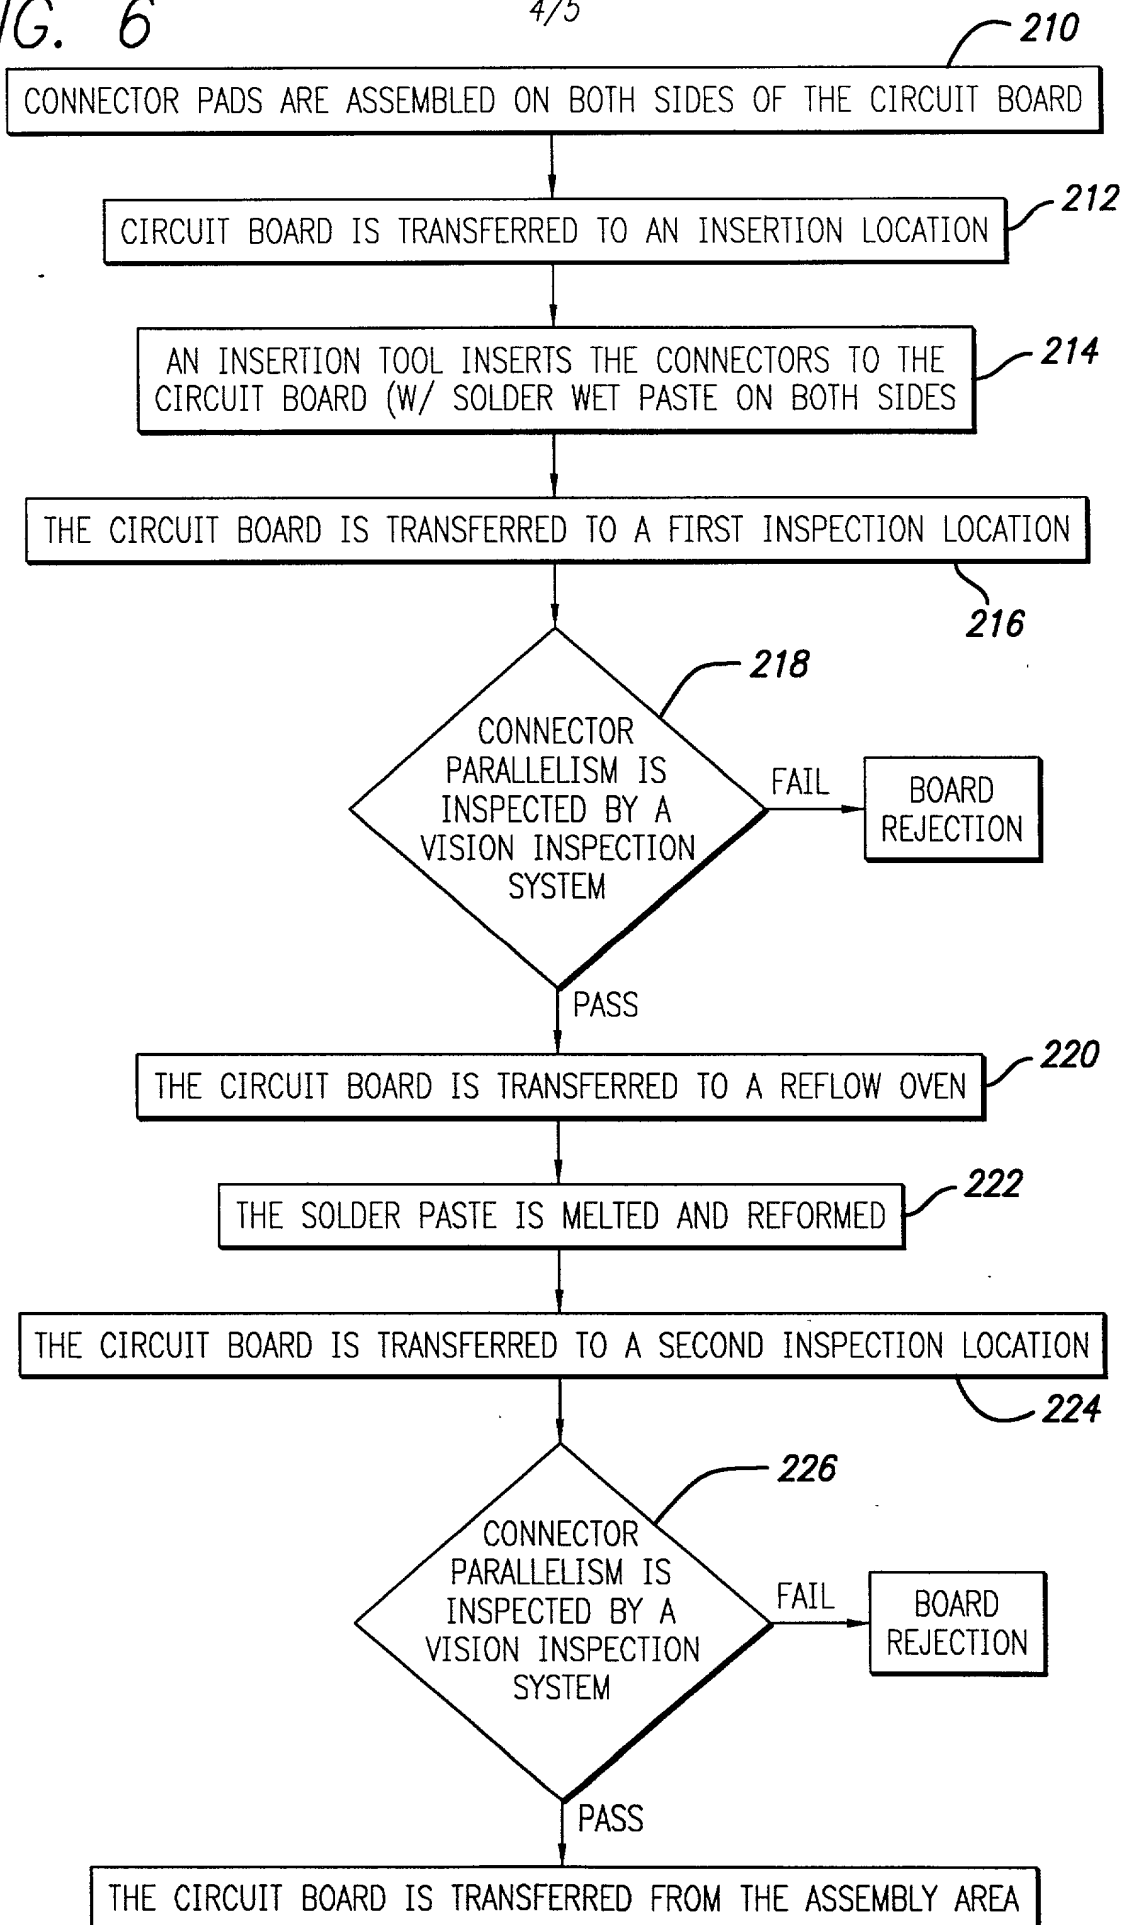 4/5
FIG. 6
210
CONNECTOR PADS ARE ASSEMBLED ON BOTH SIDES OF THE CIRCUIT BOARD
212
CIRCUIT BOARD IS TRANSFERRED TO AN INSERTION LOCATION
214
AN INSERTION TOOL INSERTS THE CONNECTORS TO THE
CIRCUIT BOARD (W/ SOLDER WET PASTE ON BOTH SIDES
THE CIRCUIT BOARD IS TRANSFERRED TO A FIRST INSPECTION LOCATION
216
218
CONNECTOR
PARALLELISM IS
INSPECTED BY A
VISION INSPECTION
SYSTEM
FAIL
BOARD
REJECTION
PASS
220
THE CIRCUIT BOARD IS TRANSFERRED TO A REFLOW OVEN
222
THE SOLDER PASTE IS MELTED AND REFORMED
THE CIRCUIT BOARD IS TRANSFERRED TO A SECOND INSPECTION LOCATION
224
226
CONNECTOR
PARALLELISM IS
INSPECTED BY A
VISION INSPECTION
SYSTEM
FAIL
BOARD
REJECTION
PASS
THE CIRCUIT BOARD IS TRANSFERRED FROM THE ASSEMBLY AREA